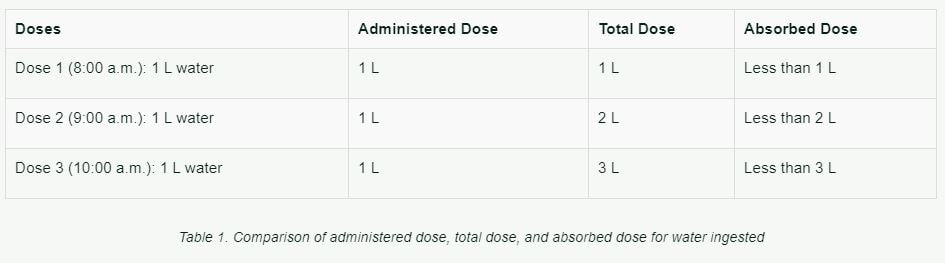 Doses Administered Dose Total Dose Absorbed Dose
Dose 1 (8:00 a.m.): 1 L water 1 L 1 L Less than 1 L
Dose 2 (9:00 a.m.): 1 L water 1 L 2 L Less than 2 L
Dose 3 (10:00 a.m.): 1 L water 1 L 3 L Less than 3 L
Table 1. Comparison of administered dose, total dose, and absorbed dose for water ingested